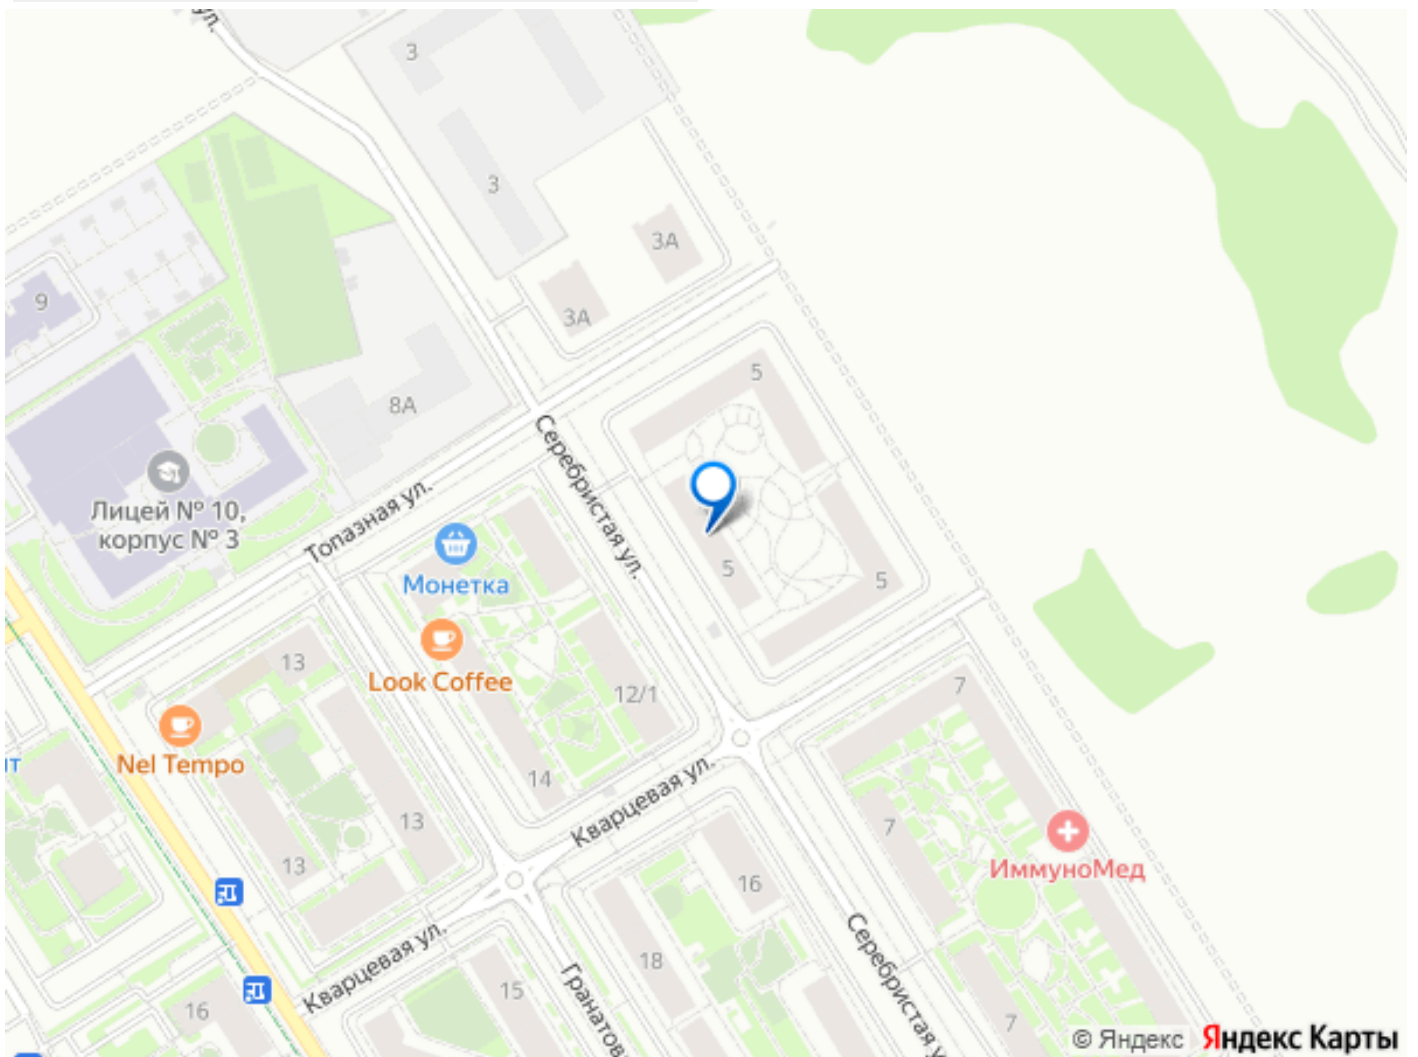 ул.
3
3
3А
3А
9
5
8А
Серебристая ул.
Лицей № 10,
корпус № 3
Топазная ул.
Монетка
5
5
Look Coffee
13
12/1
7
Nel Tempo
14
Кварцевая ул.
13
7
13
ИммуноМед
16
Кварцевая ул.
18
Серебристая у
15
Гранатов
16
7
© Яндекс Яндекс Карты